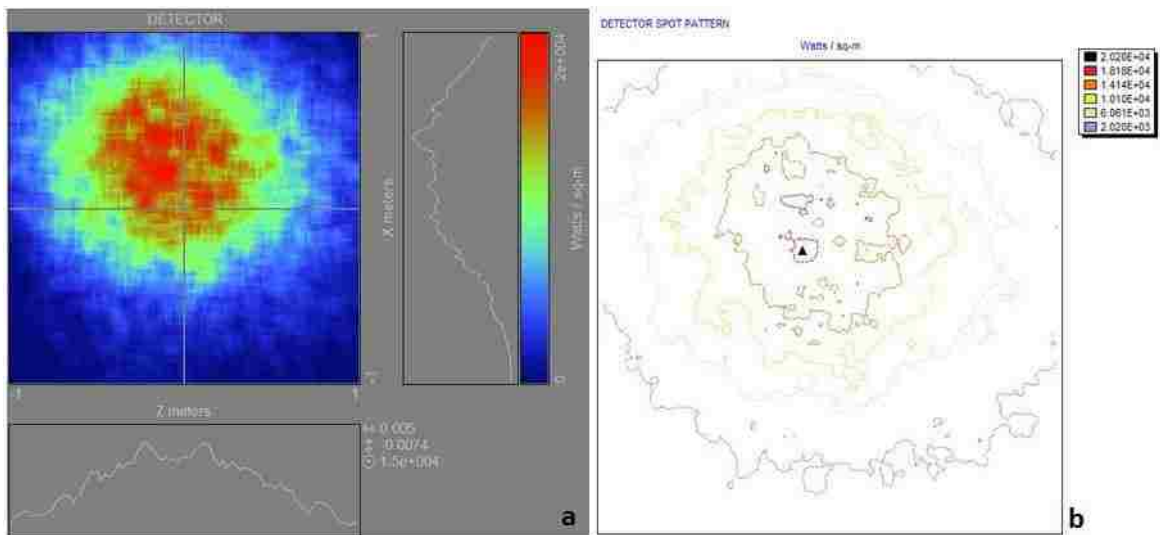 DETECTOR
1
X meters
-1
-1
1
Z meters
2e+004
Watts / sq-m
0
0.005
0.0074
1.5e+004
a
DETECTOR SPOT PATTERN
Watts / sq-m
2.020E+04
1.818E+04
1.414E+04
1.010E+04
6.061E+03
2.020E+03
b